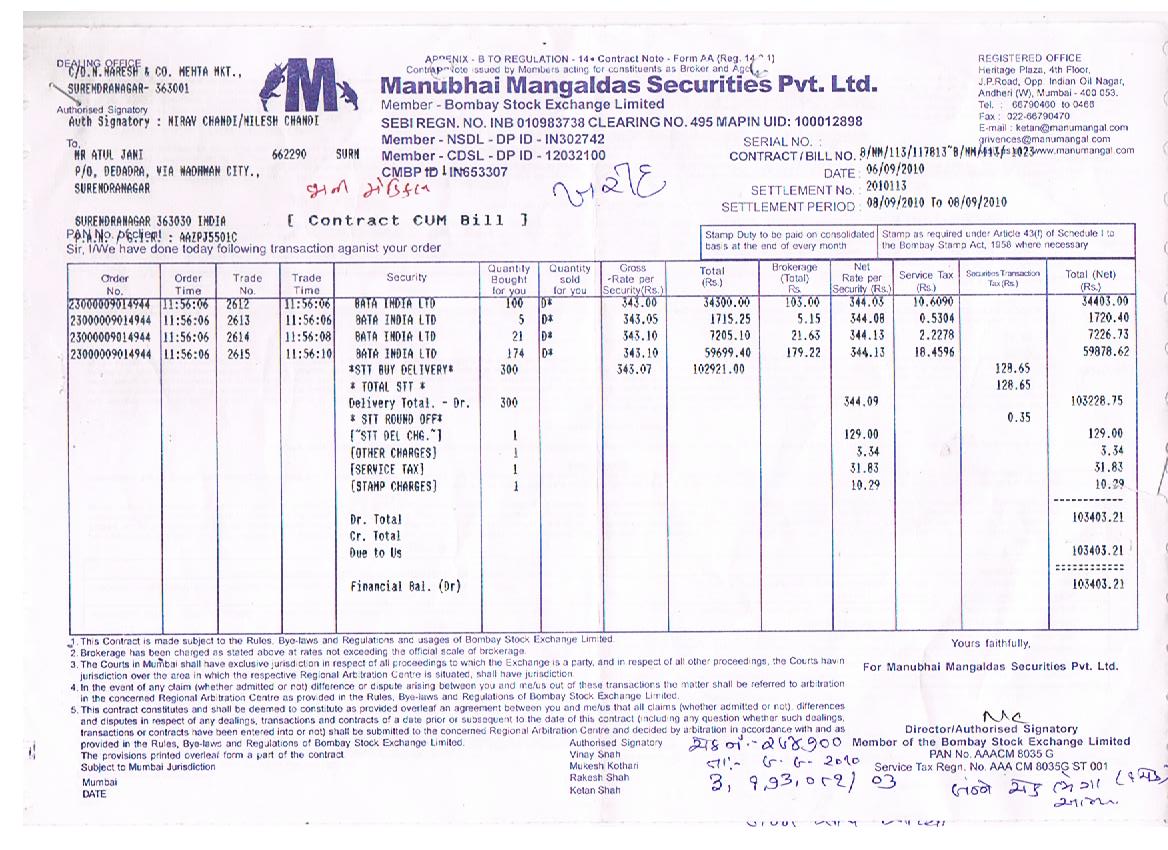 DEALING OFFICE
C/O.N.NARESH & CO. MEHTA MKT.,
SURENDRANAGAR- 363001
Authorised Signatory
Auth Signatory : NIRAV CHANDI/NILESH CHANDI
APPENIX - B TO REGULATION - 14 Contract Note - Form AA (Reg. 14
Contract Note issued by Members acting for constituents as Broker and
M
Manubhai Mangaldas Securities Pvt. Ltd.
Member - Bombay Stock Exchange Limited
SEBI REGN. NO. INB 010983738 CLEARING NO. 495 MAPIN UID: 100012898
Member - NSDL - DP ID - IN302742
Member - CDSL - DP ID - 12032100
CMBP ID IN653307
REGISTERED OFFICE
Heritage Plaza, 4th Floor,
J.P.Road, Opp. Indian Oil Nagar,
Andheri (W), Mumbai - 400 053.
Tel. : 66790400 to 0468
Fax : 022-66790470
E-mail : ketan@manumangal.com
grivences@manumangal.com
www.manumangal.com
To,
MR ATUL JANI 662290 SURM
P/O, DEDADRA, VIA WADHWAN CITY.,
SURENDRANAGAR
SURENDRANAGAR 363030 INDIA
SERIAL NO. :
CONTRACT / BILL NO.
DATE : 06/09/2010
SETTLEMENT No. : 2010113
SETTLEMENT PERIOD : 08/09/2010 To 08/09/2010
ખરીદ
[ Contract CUM Bill ]
PAN No. of client : AAZPJ5501C
Sir, I/We have done today following transaction aganist your order
Stamp Duty to be paid on consolidated
basis at the end of every month
Stamp as required under Article 43(f) of Schedule I to
the Bombay Stamp Act, 1958 where necessary
Order No. Order Time Trade No. Trade Time Security Quantity Bought for you Quantity sold for you Gross -Rate per Security(Rs.) Total (Rs.) Brokerage (Total) Rs. Net Rate per Security (Rs.) Service Tax (Rs.) Securities Transaction Tax (Rs.) Total (Net) (Rs.)
23000009014944 11:56:06 2612 11:56:06 BATA INDIA LTD 100 D* 343.00 34300.00 103.00 344.03 10.6090 34403.00
23000009014944 11:56:06 2613 11:56:06 BATA INDIA LTD 5 D* 343.05 1715.25 5.15 344.08 0.5304 1720.40
23000009014944 11:56:06 2614 11:56:08 BATA INDIA LTD 21 D* 343.10 7205.10 21.63 344.13 2.2278 7226.73
23000009014944 11:56:06 2615 11:56:10 BATA INDIA LTD 174 D* 343.10 59699.40 179.22 344.13 18.4596 59878.62
*STT BUY DELIVERY* 300 343.07 102921.00 128.65
* TOTAL STT * 128.65
Delivery Total. - Dr. 300 344.09 103228.75
* STT ROUND OFF* 0.35
[~STT DEL CHG.~] 1 129.00 129.00
[OTHER CHARGES] 1 3.34 3.34
[SERVICE TAX] 1 31.83 31.83
[STAMP CHARGES] 1 10.29 10.29
Dr. Total 103403.21
Cr. Total
Due to Us 103403.21
Financial Bal. (Dr) 103403.21
1. This Contract is made subject to the Rules, Bye-laws and Regulations and usages of Bombay Stock Exchange Limited.
2. Brokerage has been charged as stated above at rates not exceeding the official scale of brokerage.
3. The Courts in Mumbai shall have exclusive jurisdiction in respect of all proceedings to which the Exchange is a party, and in respect of all other proceedings, the Courts havin
jurisdiction over the area in which the respective Regional Arbitration Centre is situated, shall have jurisdiction.
4. In the event of any claim (whether admitted or not) difference or dispute arising between you and me/us out of these transactions the matter shall be referred to arbitration
in the concerned Regional Arbitration Centre as provided in the Rules, Bye-laws and Regulations of Bombay Stock Exchange Limited.
5. This contract constitutes and shall be deemed to constitute as provided overleaf an agreement between you and me/us that all claims (whether admitted or not). differences
and disputes in respect of any dealings, transactions and contracts of a date prior or subsequent to the date of this contract (including any question whether such dealings,
transactions or contracts have been entered into or not) shall be submitted to the concerned Regional Arbitration Centre and decided by arbitration in accordance with and as
provided in the Rules, Bye-laws and Regulations of Bombay Stock Exchange Limited.
The provisions printed overleaf form a part of the contract.
Subject to Mumbai Jurisdiction
Mumbai
DATE
Authorised Signatory
Vinay Shah
Mukesh Kothari
Rakesh Shah
Ketan Shah
Yours faithfully,
For Manubhai Mangaldas Securities Pvt. Ltd.
Director/Authorised Signatory
Member of the Bombay Stock Exchange Limited
PAN No. AAACM 8035 G
Service Tax Regn. No. AAA CM 8035G ST 001